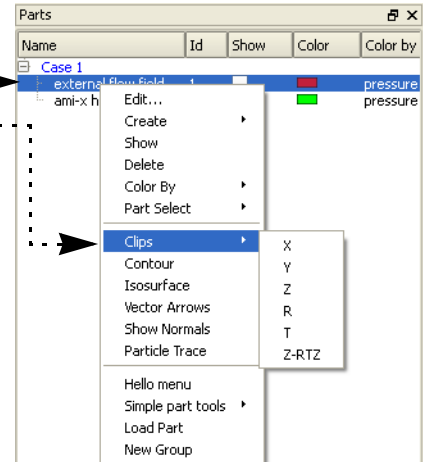 Parts
Name Id Show Color Color by
Case 1
external flow field 1 pressure
ami-x h pressure
Edit...
Create
Show
Delete
Color By
Part Select
Clips
X
Contour
Y
Isosurface
Z
Vector Arrows
R
Show Normals
T
Particle Trace
Z-RTZ
Hello menu
Simple part tools
Load Part
New Group